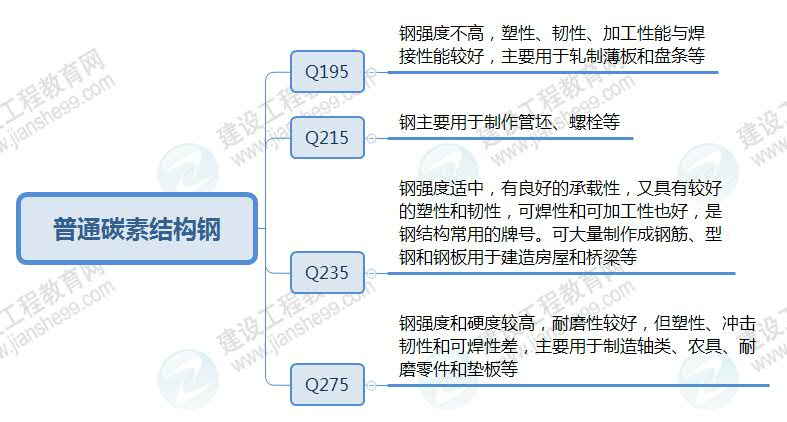 普通碳素结构钢
Q195
钢强度不高，塑性、韧性、加工性能与焊
接性能较好，主要用于轧制薄板和盘条等
Q215
钢主要用于制作管坯、螺栓等
Q235
钢强度适中，有良好的承载性，又具有较好
的塑性和韧性，可焊性和可加工性也好，是
钢结构常用的牌号。可大量制作成钢筋、型
钢和钢板用于建造房屋和桥梁等
Q275
钢强度和硬度较高，耐磨性较好，但塑性、冲击
韧性和可焊性差，主要用于制造轴类、农具、耐
磨零件和垫板等
建设工程教育网
www.jianshe99.com